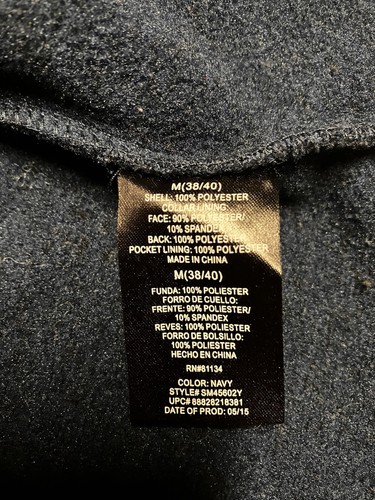 M(38/40)
SHELL: 100% POLYESTER
COLLAR LINING:
FACE: 90% POLYESTER/
10% SPANDEX
BACK: 100% POLYESTER
POCKET LINING: 100% POLYESTER
MADE IN CHINA
M(38/40)
FUNDA: 100% POLIESTER
FORRO DE CUELLO:
FRENTE: 90% POLIESTER/
10% SPANDEX
REVES: 100% POLIESTER
FORRO DE BOLSILLO:
100% POLIESTER
HECHO EN CHINA
RN#81134
COLOR: NAVY
STYLE# SM45602Y
UPC# 88828218381
DATE OF PROD: 05/15